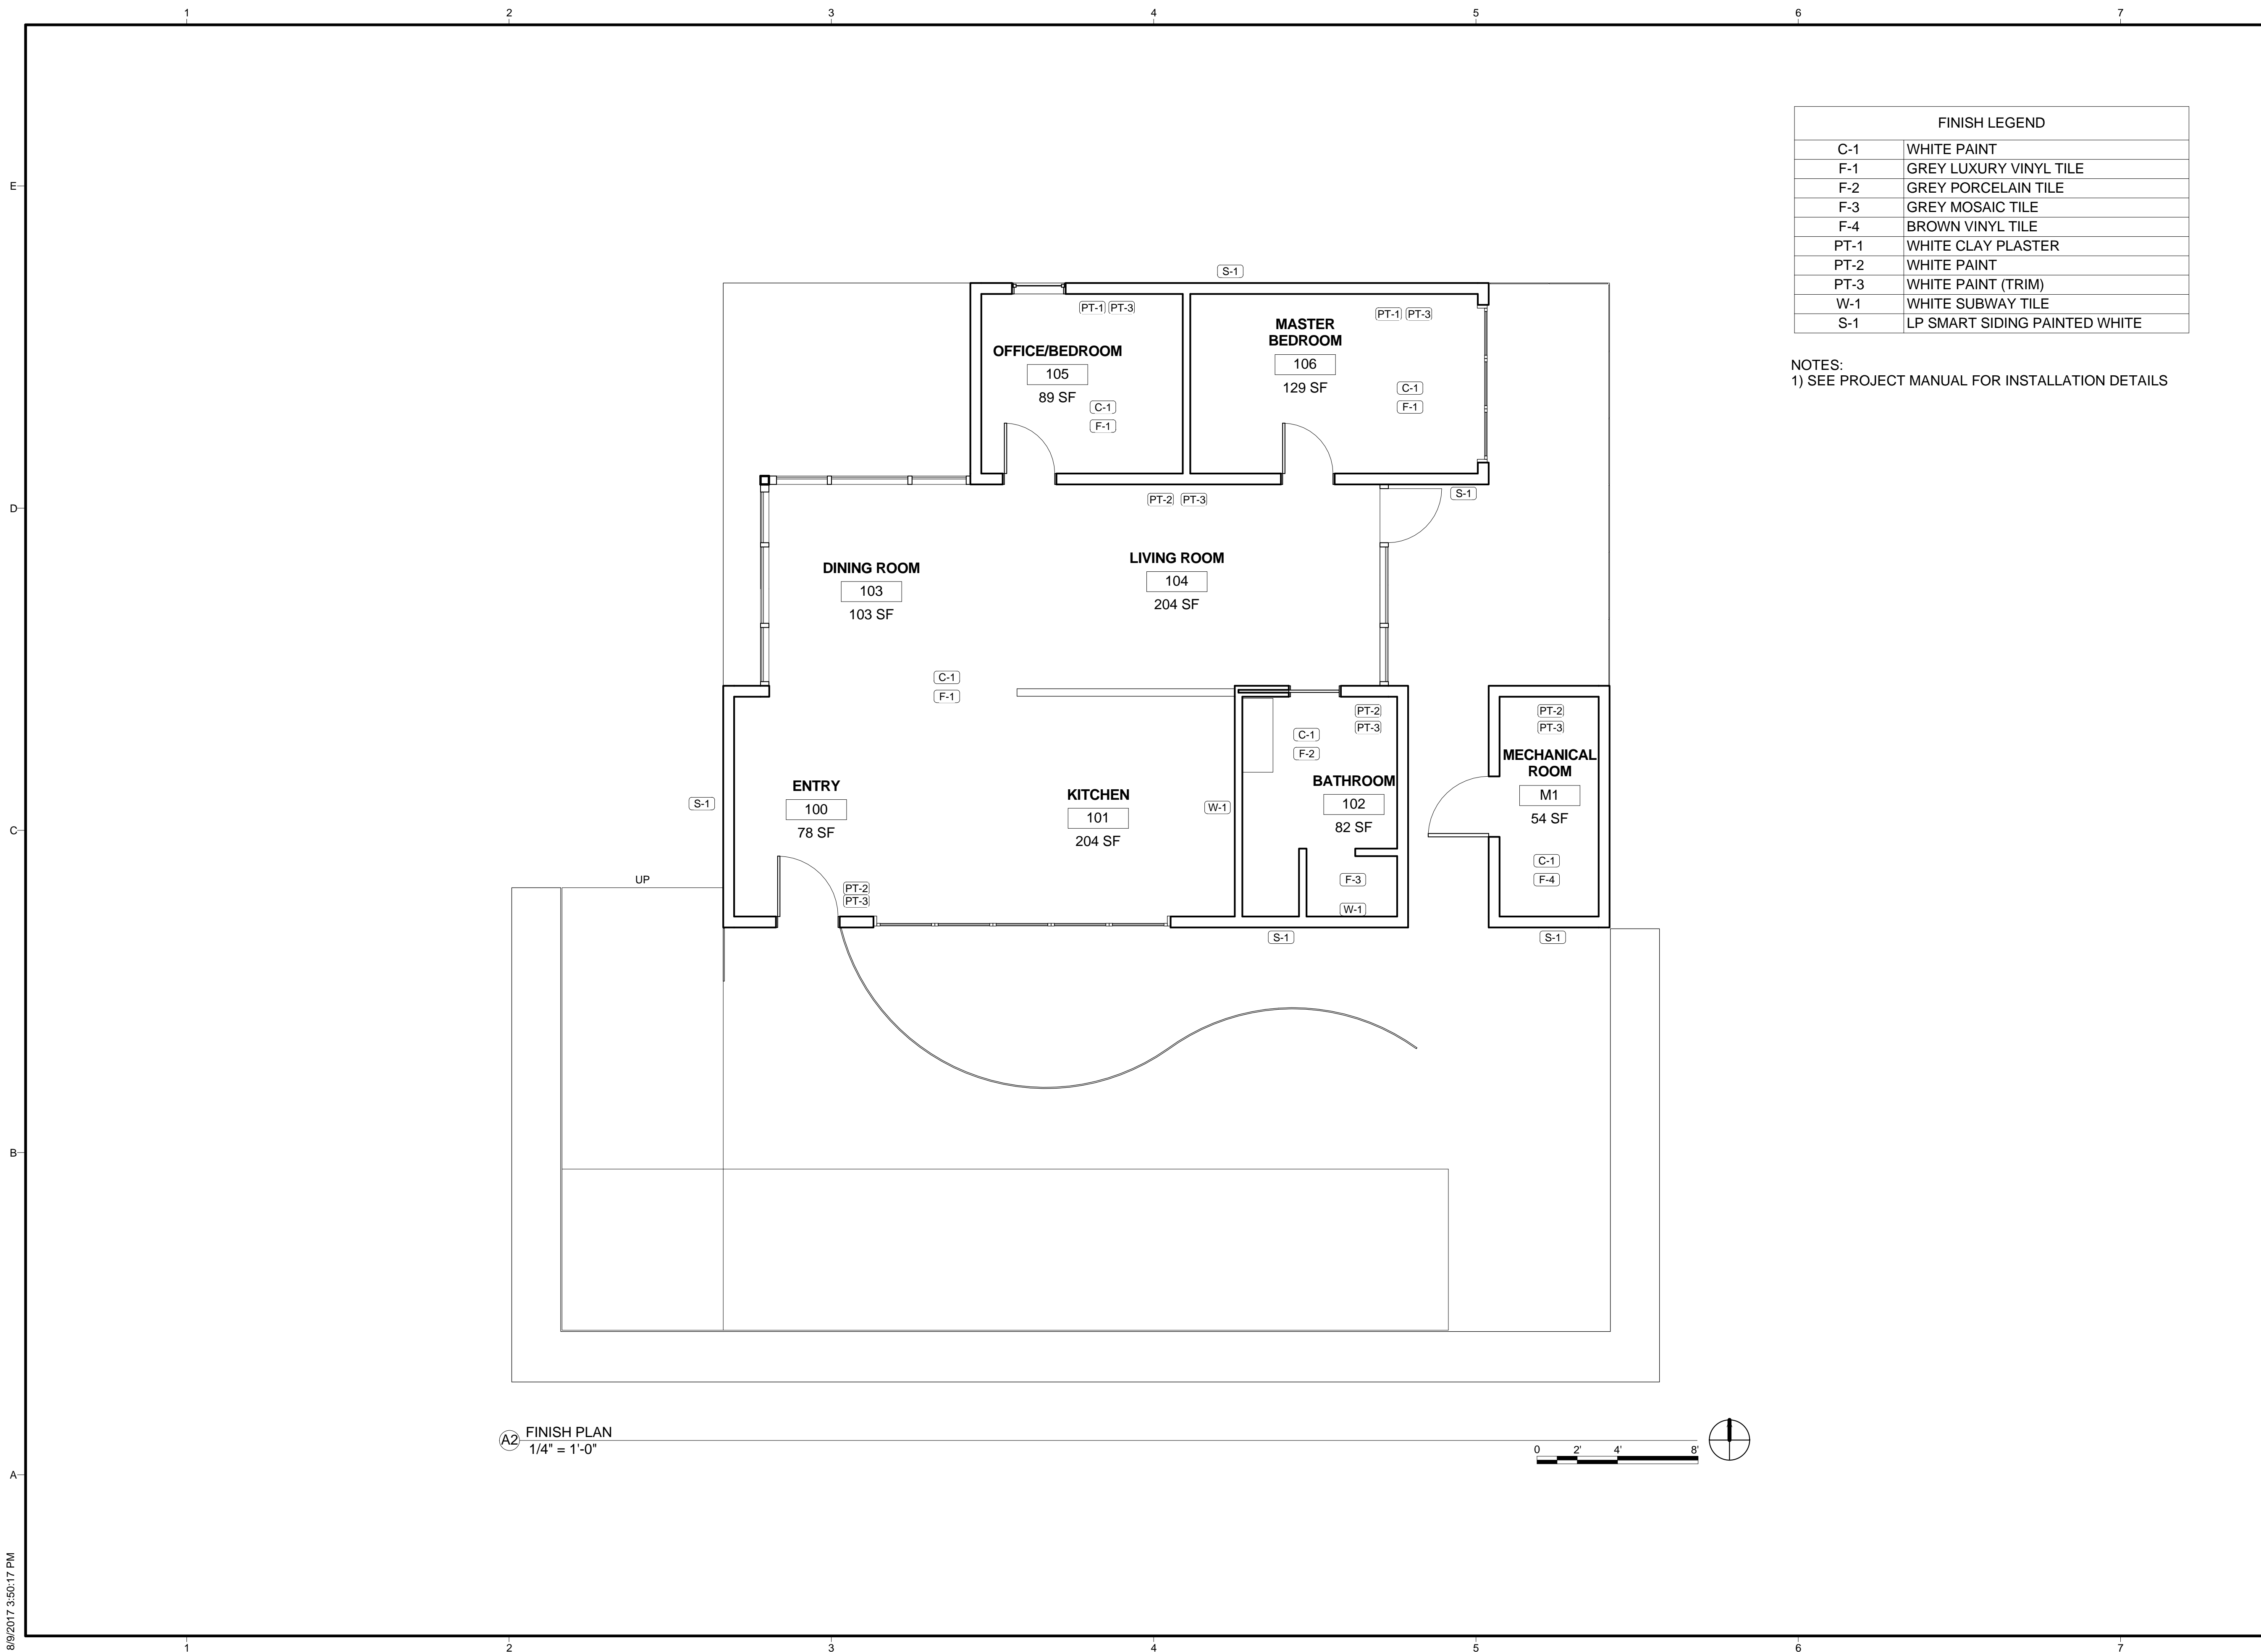 1 2 3 4 5 6 7
FINISH LEGEND
C-1 WHITE PAINT
F-1 GREY LUXURY VINYL TILE
F-2 GREY PORCELAIN TILE
F-3 GREY MOSAIC TILE
F-4 BROWN VINYL TILE
PT-1 WHITE CLAY PLASTER
PT-2 WHITE PAINT
PT-3 WHITE PAINT (TRIM)
W-1 WHITE SUBWAY TILE
S-1 LP SMART SIDING PAINTED WHITE
NOTES:
1) SEE PROJECT MANUAL FOR INSTALLATION DETAILS
E
D
C
B
A
S-1
PT-1 PT-3
OFFICE/BEDROOM
105
89 SF
C-1
F-1
PT-1 PT-3
MASTER
BEDROOM
106
129 SF
C-1
F-1
PT-2 PT-3
S-1
DINING ROOM
103
103 SF
LIVING ROOM
104
204 SF
C-1
F-1
S-1
ENTRY
100
78 SF
PT-2
PT-3
KITCHEN
101
204 SF
W-1
PT-2
PT-3
C-1
F-2
BATHROOM
102
82 SF
F-3
W-1
S-1
PT-2
PT-3
MECHANICAL
ROOM
M1
54 SF
C-1
F-4
S-1
UP
A2 FINISH PLAN
1/4" = 1'-0"
0 2' 4' 8'
8/9/2017 3:50:17 PM
1 2 3 4 5 6 7